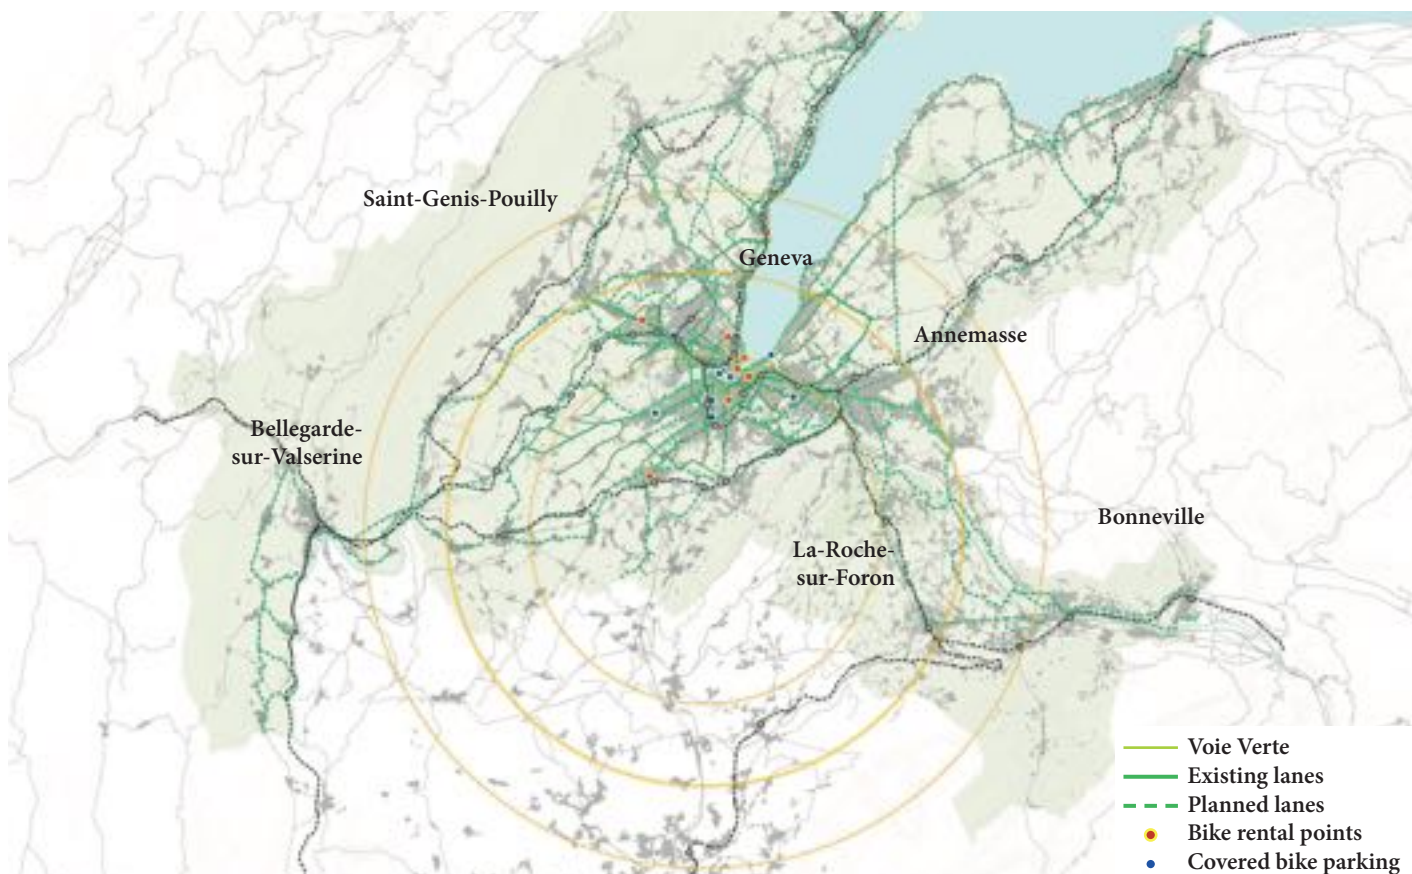 Saint-Genis-Pouilly
Geneva
Annemasse
Bellegarde-
sur-Valserine
Bonneville
La-Roche-
sur-Foron
Voie Verte
Existing lanes
Planned lanes
Bike rental points
Covered bike parking